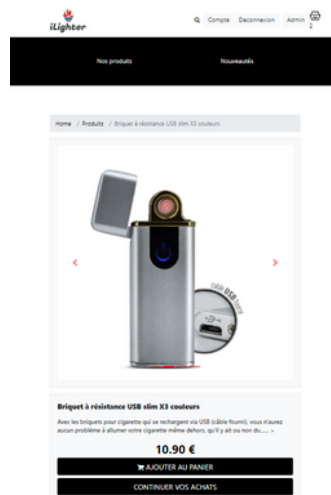 iLighter
Compte Deconnexion Admin
2
Nos produits Nouveautés
Home / Produits / Briquet à résistance USB slim X3 couleurs
câble USB fourni
Briquet à résistance USB slim X3 couleurs
Avec les briquets pour cigarette qui se rechargent via USB (câble fourni), vous n'aurez
aucun problème à allumer votre cigarette même dehors, qu'il y ait ou non du..... »
10.90 €
AJOUTER AU PANIER
CONTINUER VOS ACHATS